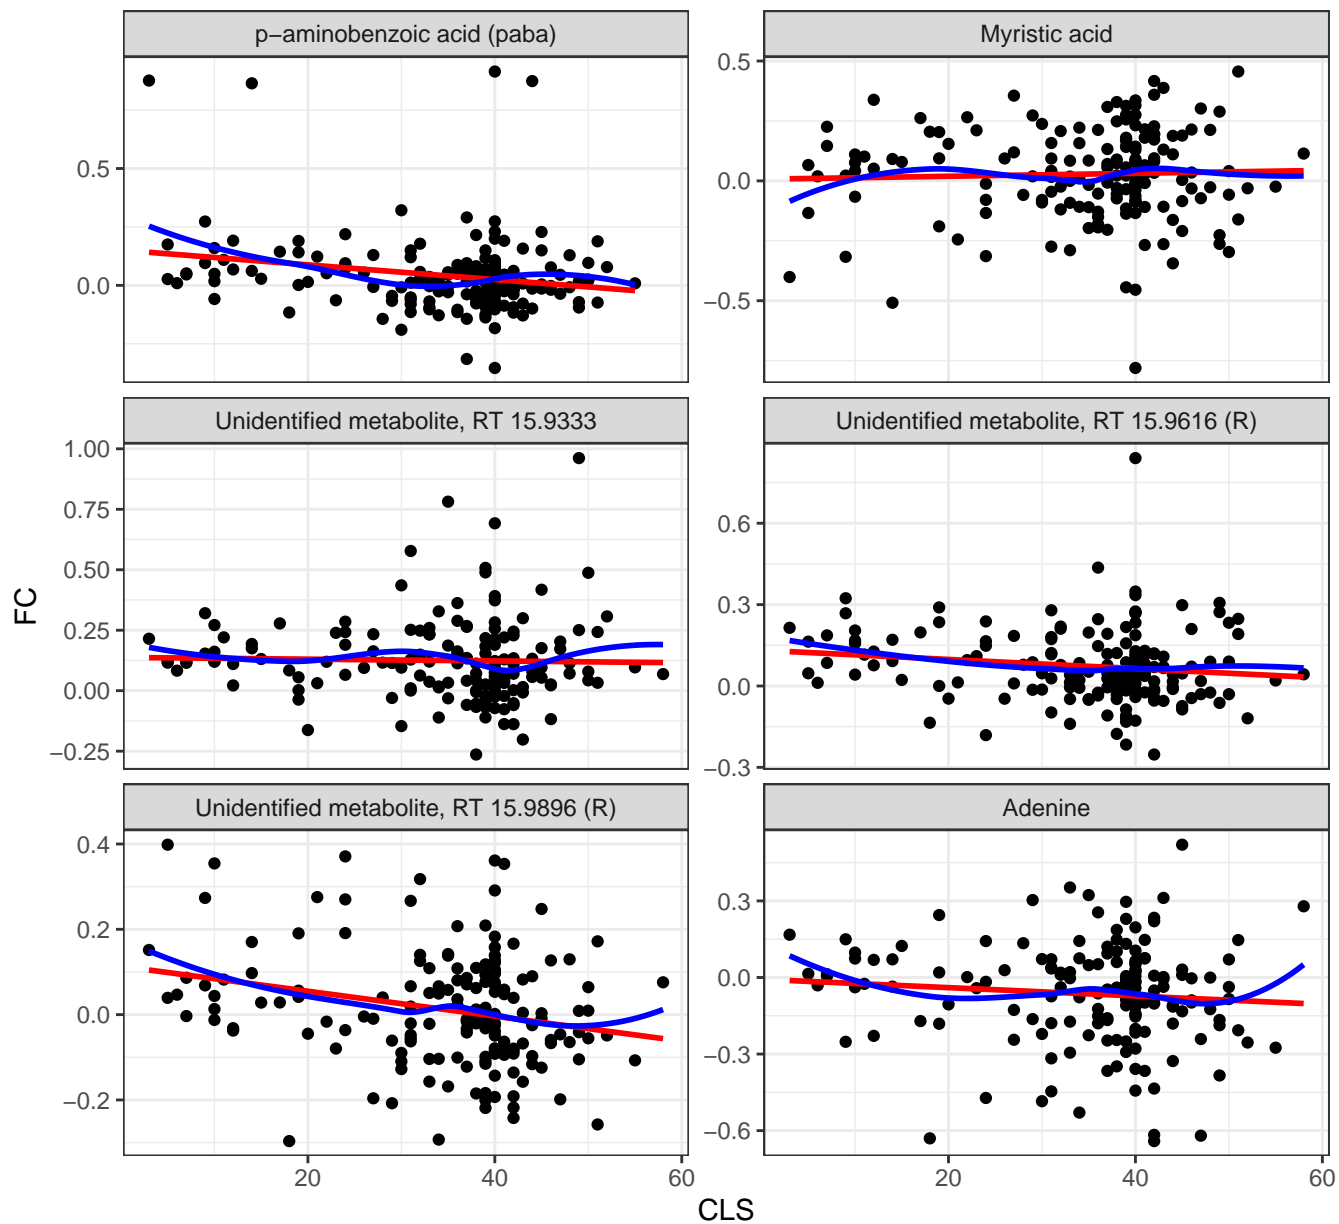 p−aminobenzoic acid (paba)
Myristic acid
0.5
0.0
0.5
0.0
−0.5
Unidentified metabolite, RT 15.9333
Unidentified metabolite, RT 15.9616 (R)
1.00
0.75
0.50
0.25
0.00
−0.25
0.6
0.3
0.0
−0.3
FC
Unidentified metabolite, RT 15.9896 (R)
Adenine
0.4
0.2
0.0
−0.2
0.3
0.0
−0.3
−0.6
20 40 60
20 40 60
CLS